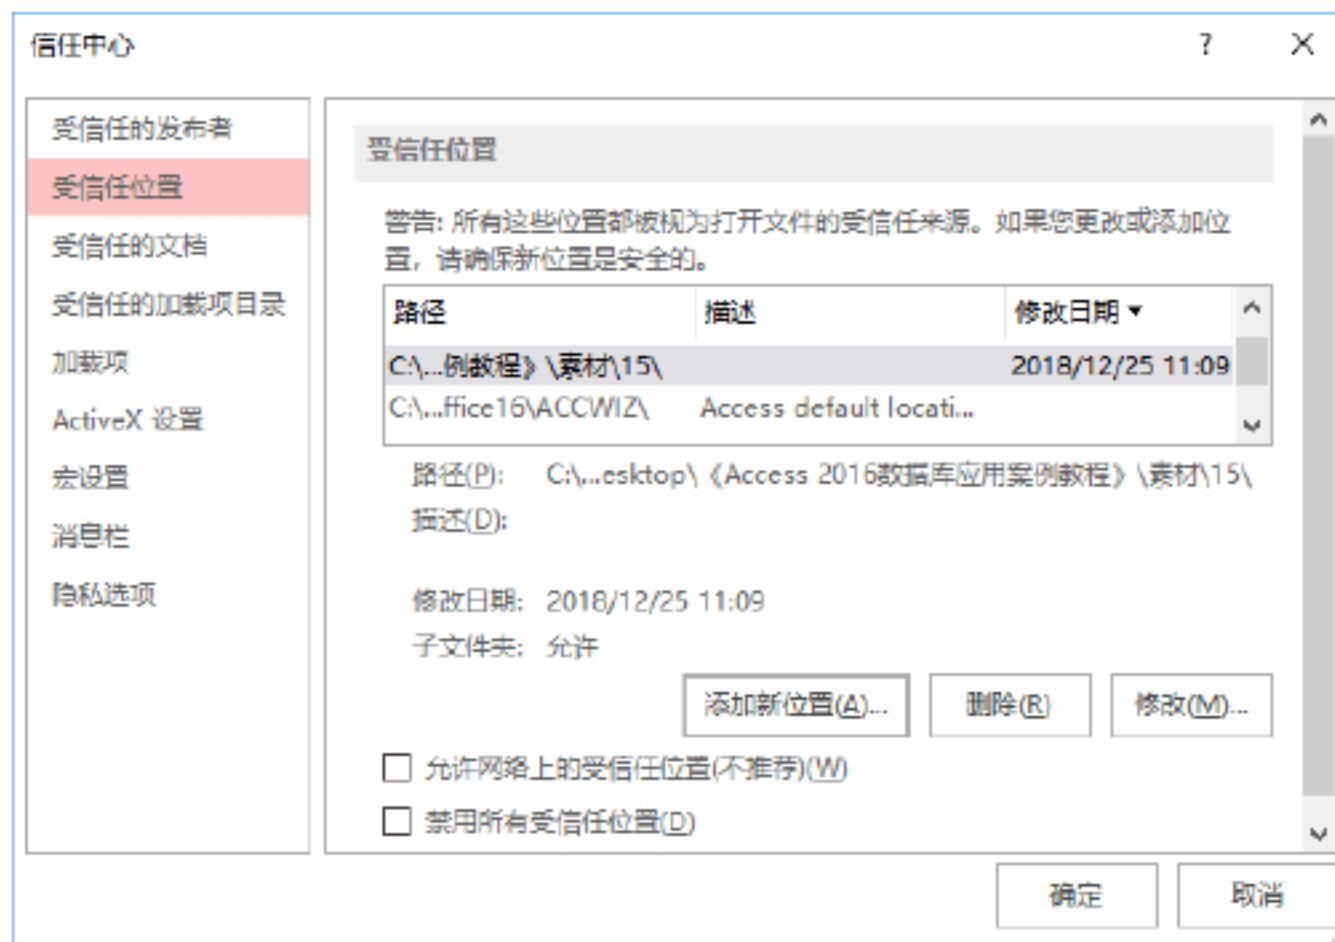 信任中心 ? ×
受信任的发布者
受信任位置
受信任的文档
受信任的加载项目录
加载项
ActiveX 设置
宏设置
消息栏
隐私选项
受信任位置
警告: 所有这些位置都被视为打开文件的受信任来源。如果您更改或添加位
置，请确保新位置是安全的。
路径 描述 修改日期
C:\...例教程》\素材\15\ 2018/12/25 11:09
C:\...ffice16\ACCWIZ\ Access default locati...
路径(P): C:\...esktop\《Access 2016数据库应用案例教程》\素材\15\
描述(D):
修改日期: 2018/12/25 11:09
子文件夹: 允许
添加新位置(A)... 删除(R) 修改(M)...
允许网络上的受信任位置(不推荐)(W)
禁用所有受信任位置(D)
确定 取消